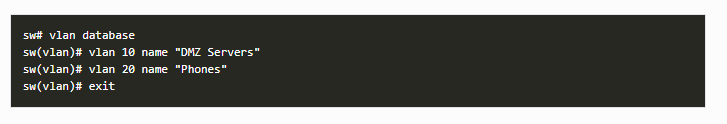 sw# vlan database
sw(vlan)# vlan 10 name "DMZ Servers"
sw(vlan)# vlan 20 name "Phones"
sw(vlan)# exit